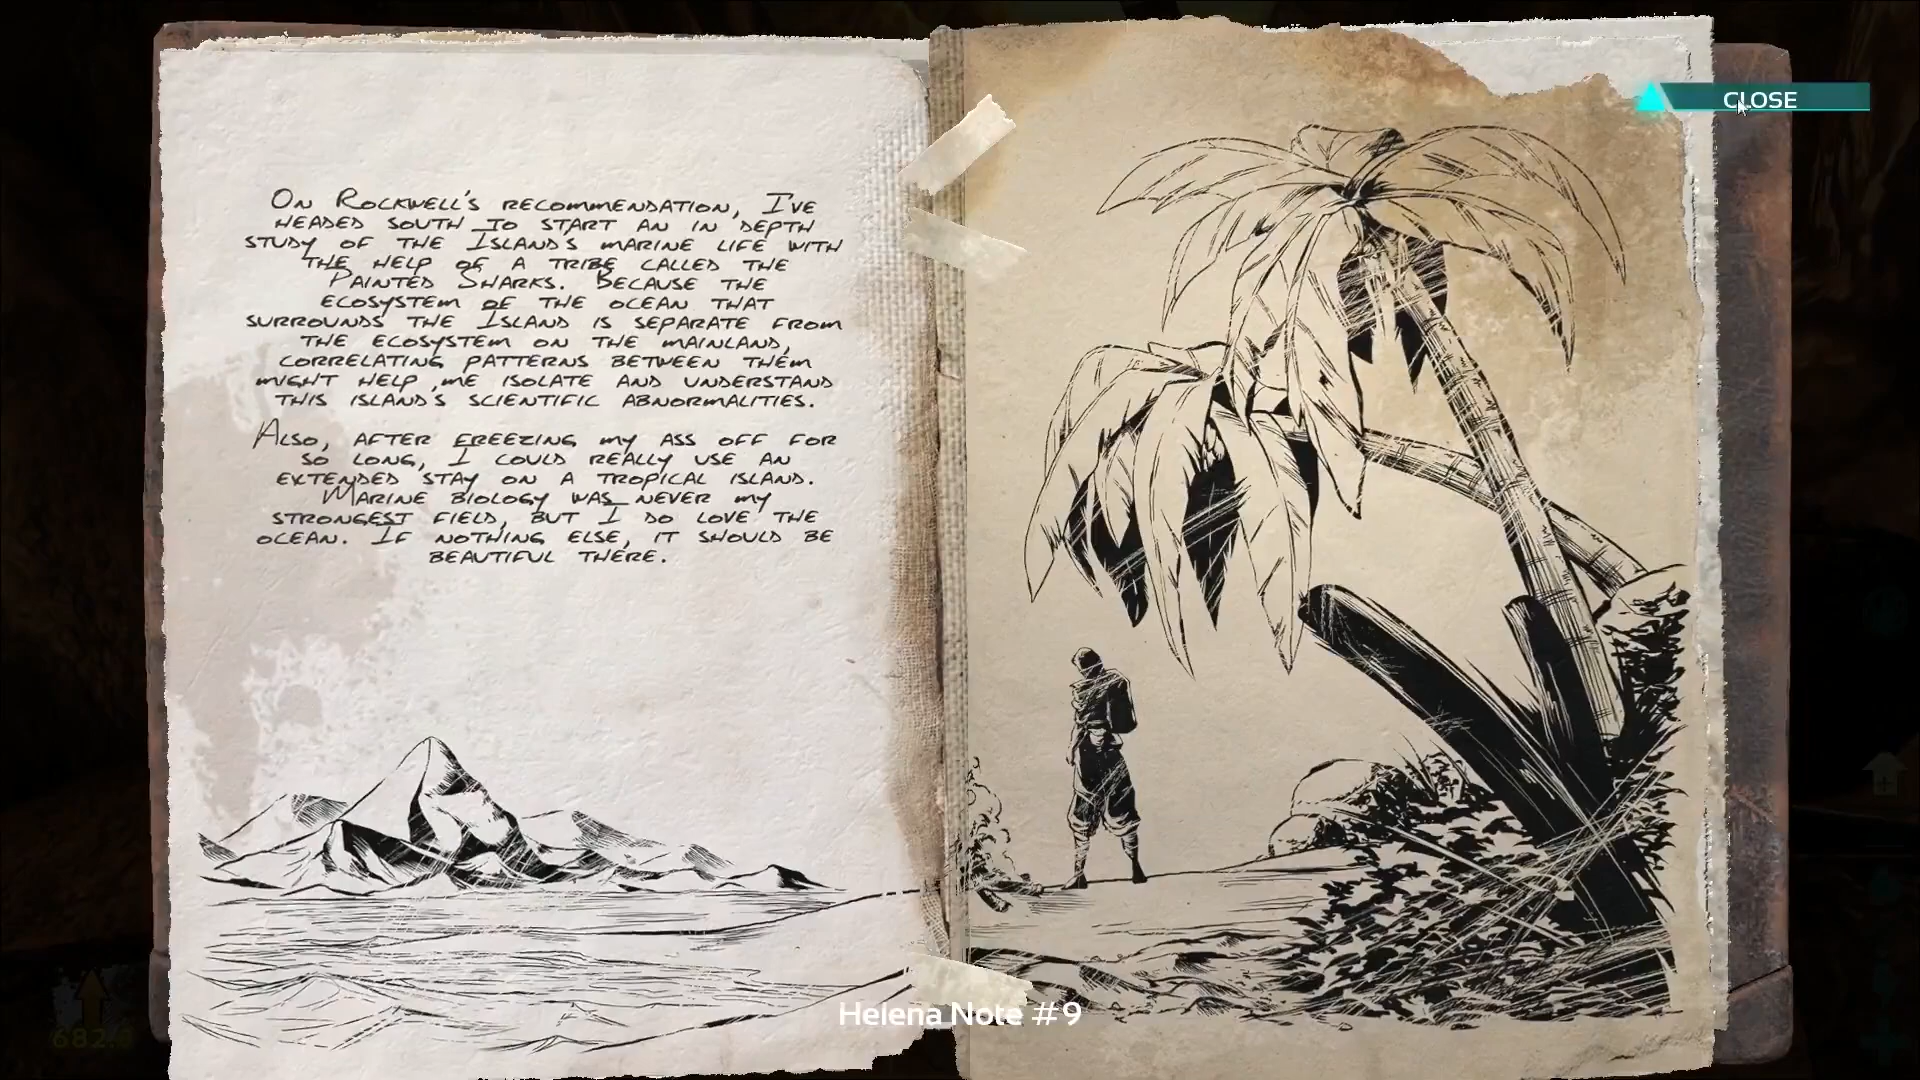 CLOSE
On Rockwell's recommendation, I've
headed south to start an in depth
study of the Island's marine life with
the help of a tribe called the
Painted Sharks. Because the
ecosystem of the ocean that
surrounds the Island is separate from
the ecosystem on the mainland,
correlating patterns between them
might help me isolate and understand
this island's scientific abnormalities.
Also, after freezing my ass off for
so long, I could really use an
extended stay on a tropical island.
Marine biology was never my
strongest field, but I do love the
ocean. If nothing else, it should be
beautiful there.
Helena Note #9